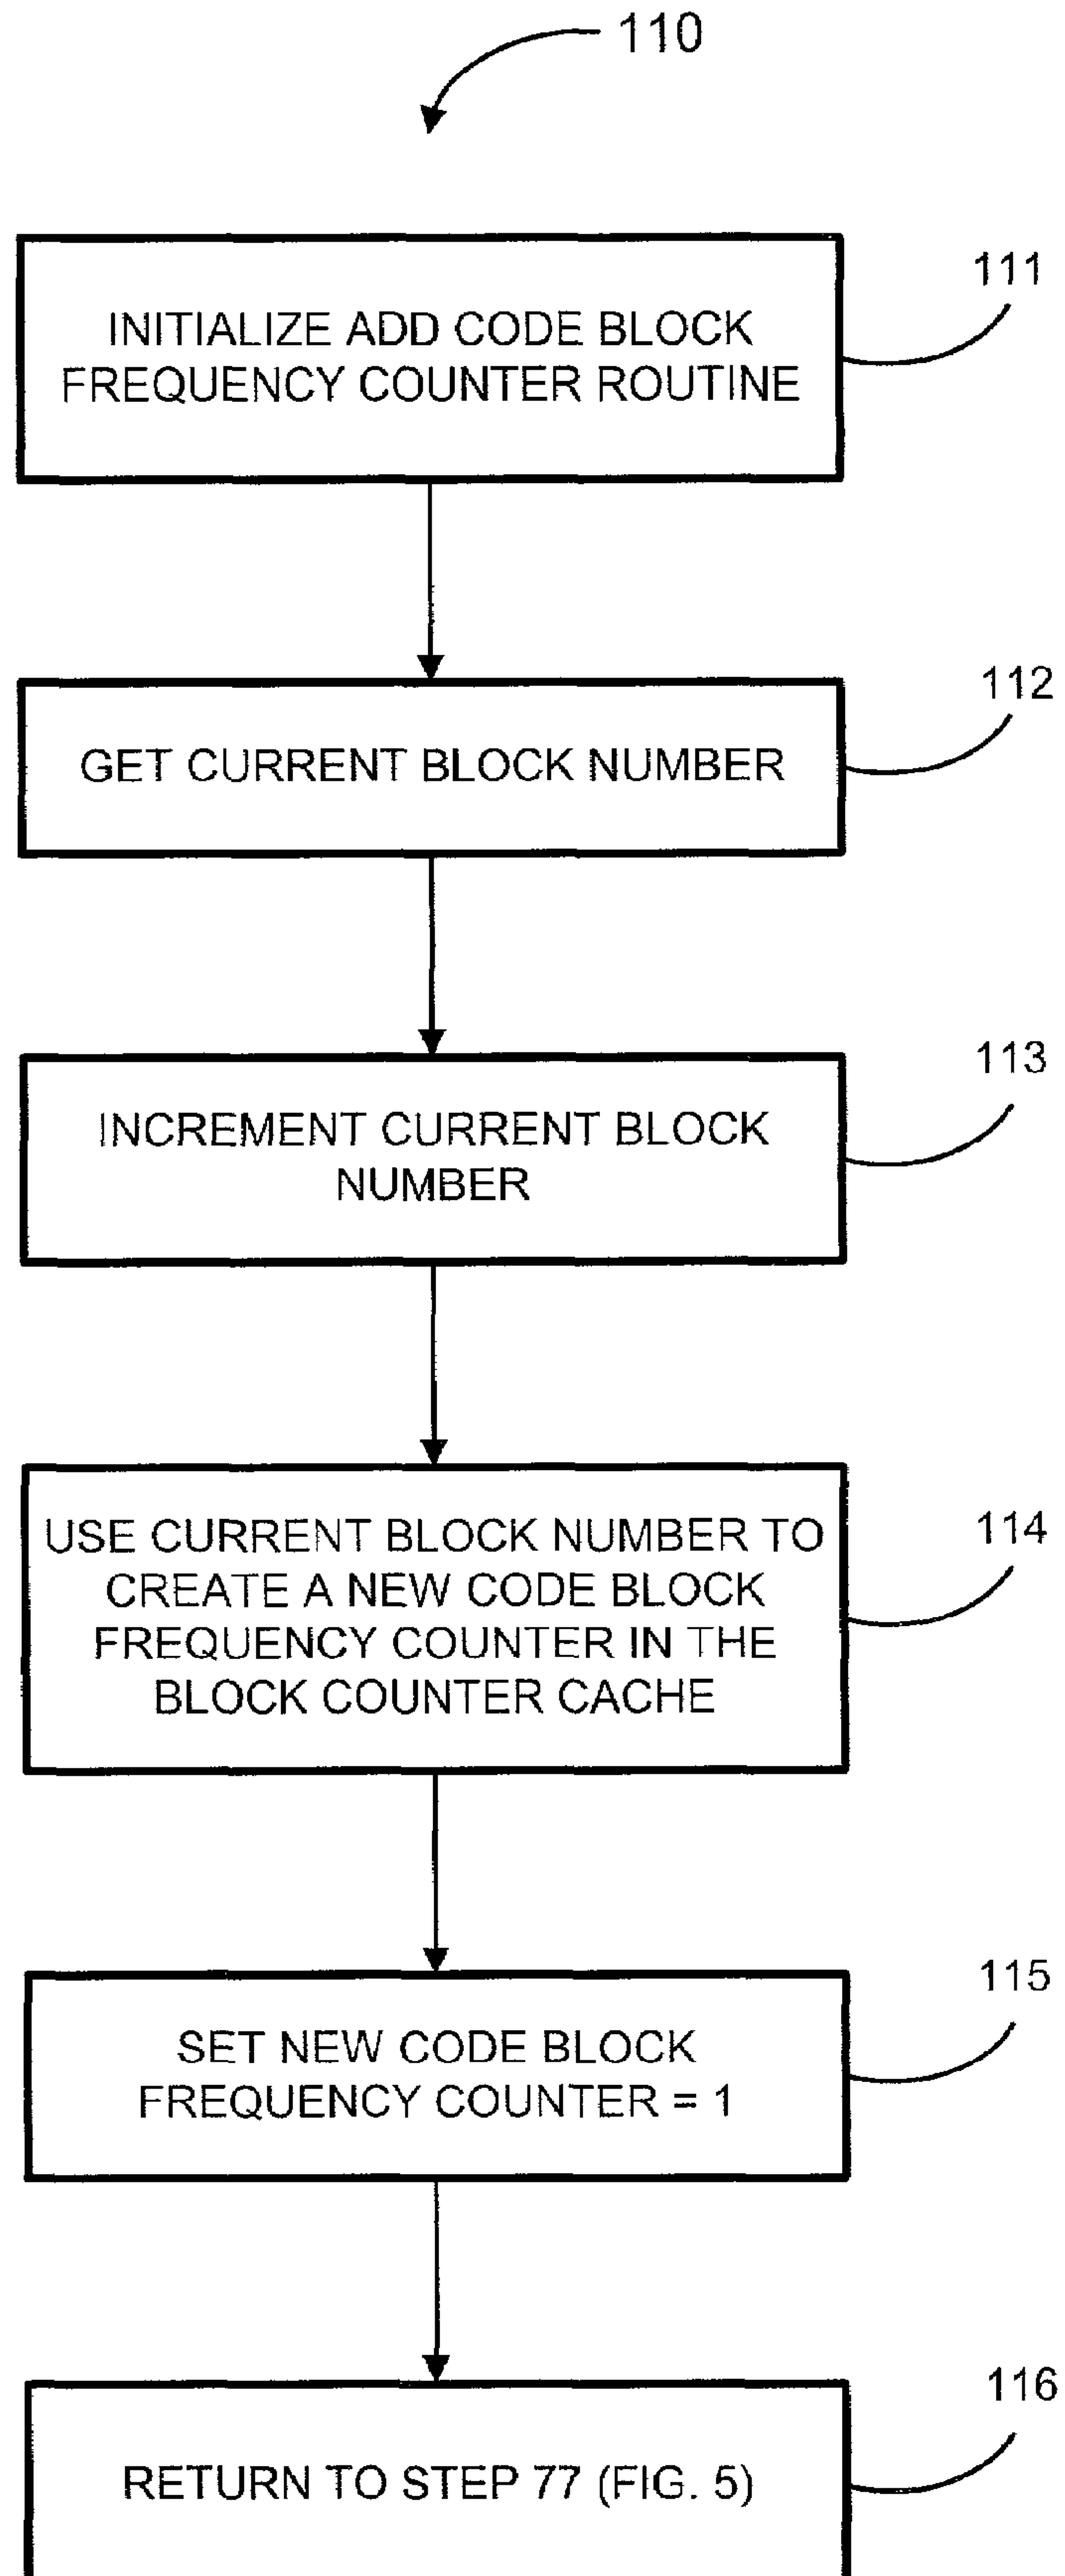 110
INITIALIZE ADD CODE BLOCK
FREQUENCY COUNTER ROUTINE
111
GET CURRENT BLOCK NUMBER
112
INCREMENT CURRENT BLOCK
NUMBER
113
USE CURRENT BLOCK NUMBER TO
CREATE A NEW CODE BLOCK
FREQUENCY COUNTER IN THE
BLOCK COUNTER CACHE
114
SET NEW CODE BLOCK
FREQUENCY COUNTER = 1
115
RETURN TO STEP 77 (FIG. 5)
116